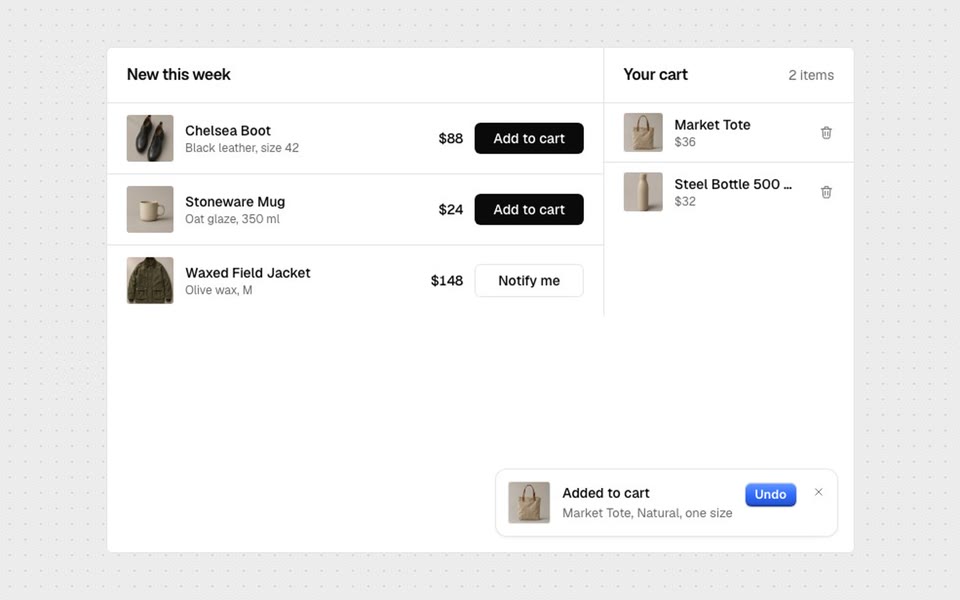 New this week
Chelsea Boot
Black leather, size 42
$88
Add to cart
Stoneware Mug
Oat glaze, 350 ml
$24
Add to cart
Waxed Field Jacket
Olive wax, M
$148
Notify me
Your cart
2 items
Market Tote
$36
Steel Bottle 500 ...
$32
Added to cart
Market Tote, Natural, one size
Undo